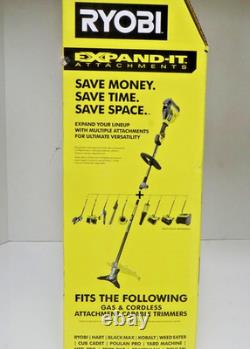 RYOBI
EXPAND-IT
ATTACHMENTS
SAVE MONEY.
SAVE TIME.
SAVE SPACE.
EXPAND YOUR LINEUP
WITH MULTIPLE ATTACHMENTS
FOR ULTIMATE VERSATILITY
FITS THE FOLLOWING
GAS & CORDLESS
ATTACHMENT CAPABLE TRIMMERS
RYOBI | HART | BLACK MAX | KOBALT | WEED EATER
| CUB CADET | POULAN PRO | YARD MACHINE |